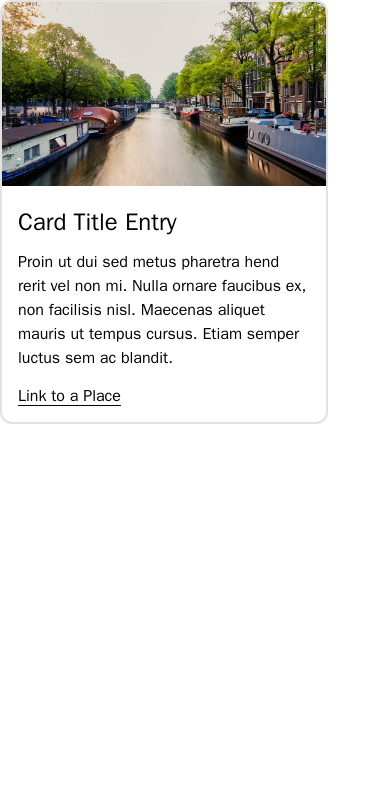 Card Title Entry
Proin ut dui sed metus pharetra hend
rerit vel non mi. Nulla ornare faucibus ex,
non facilisis nisl. Maecenas aliquet
mauris ut tempus cursus. Etiam semper
luctus sem ac blandit.
Link to a Place